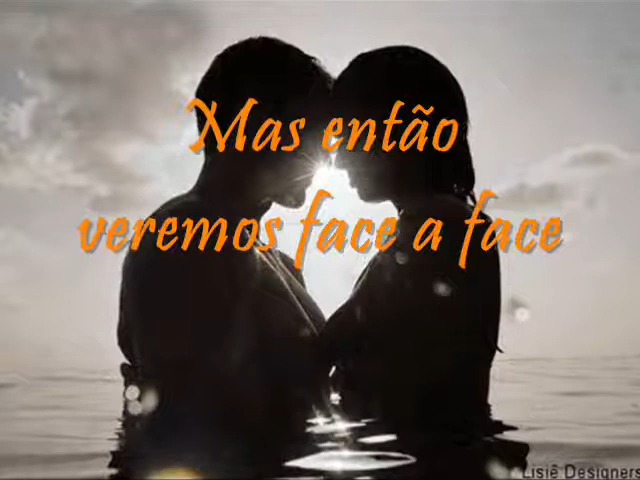 Mas então
veremos face a face
Lisiê Designers